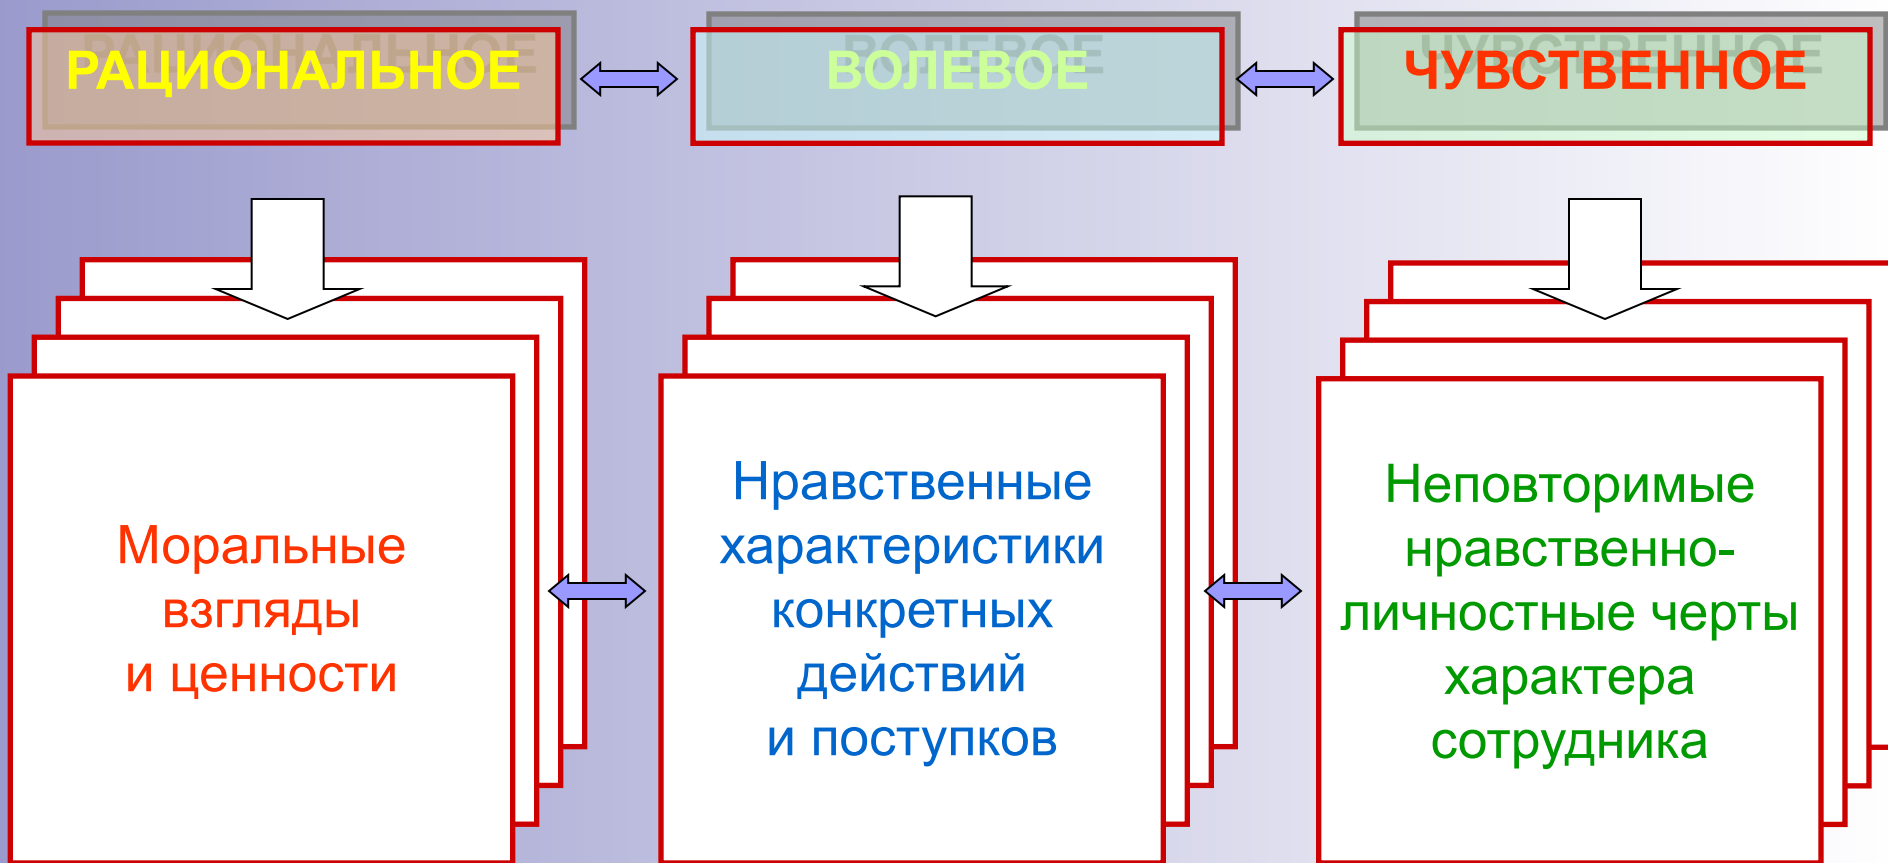 РАЦИОНАЛЬНОЕ
ВОЛЕВОЕ
ЧУВСТВЕННОЕ
Моральные
взгляды
и ценности
Нравственные
характеристики
конкретных
действий
и поступков
Неповторимые
нравственно-
личностные черты
характера
сотрудника